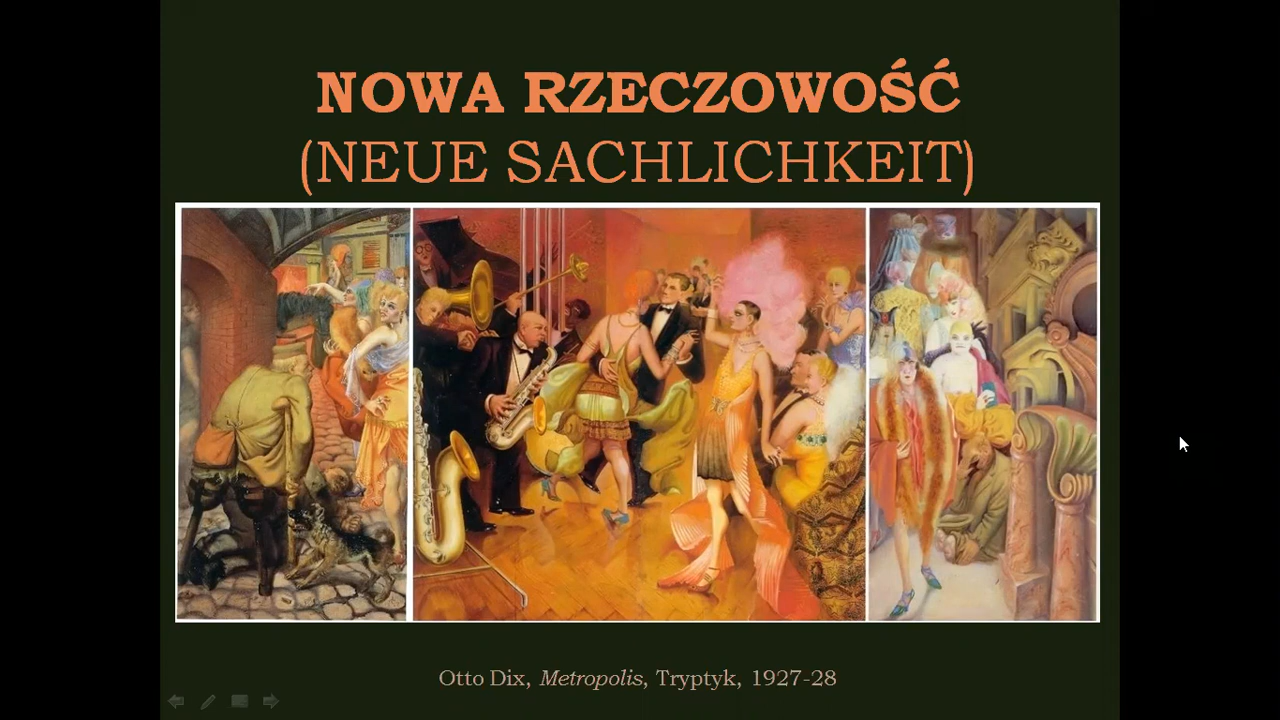 NOWA RZECZOWOŚĆ
(NEUE SACHLICHKEIT)
Otto Dix, Metropolis, Tryptyk, 1927-28